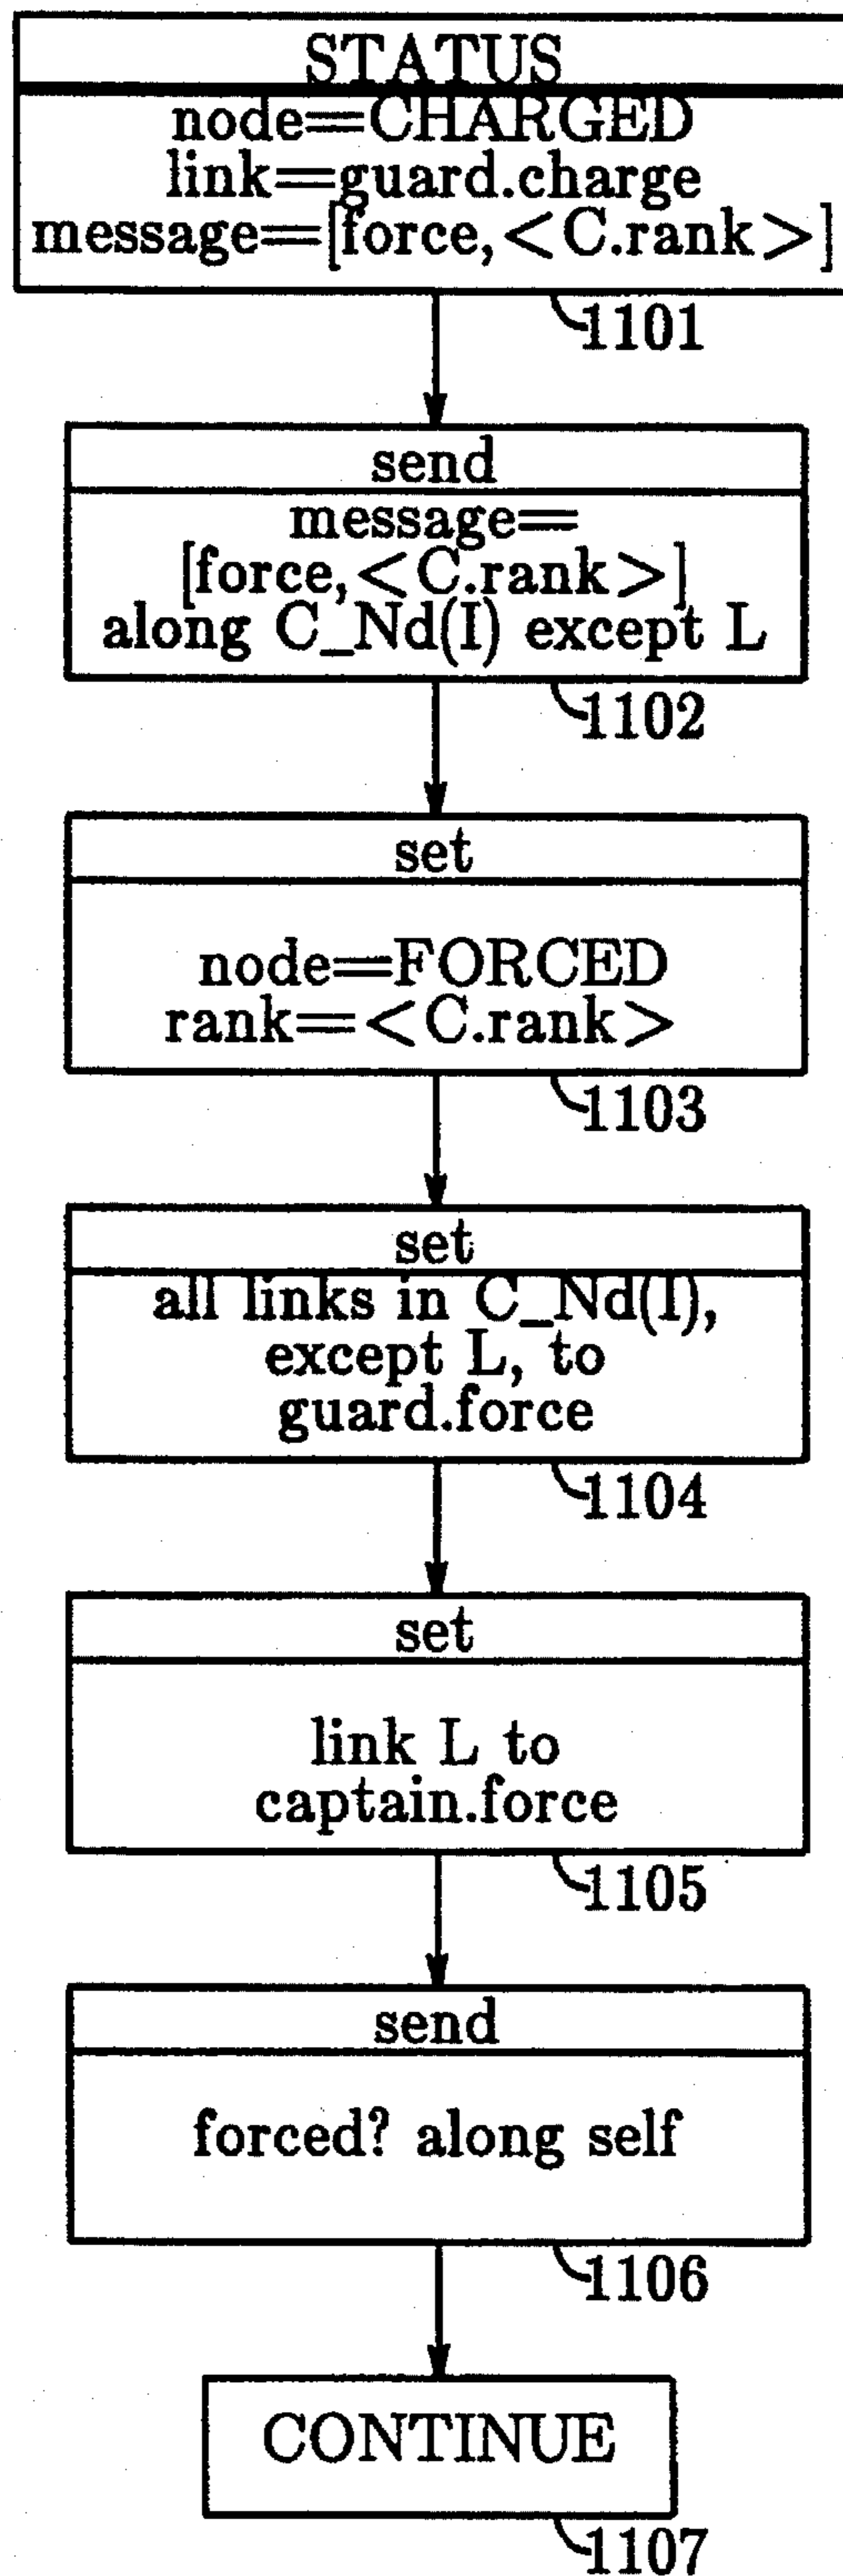 STATUS
node=CHARGED
link=guard.charge
message=[force,<C.rank>]
1101
send
message=
[force,<C.rank>]
along C_Nd(I) except L
1102
set
node=FORCED
rank=<C.rank>
1103
set
all links in C_Nd(I),
except L, to
guard.force
1104
set
link L to
captain.force
1105
send
forced? along self
1106
CONTINUE
1107